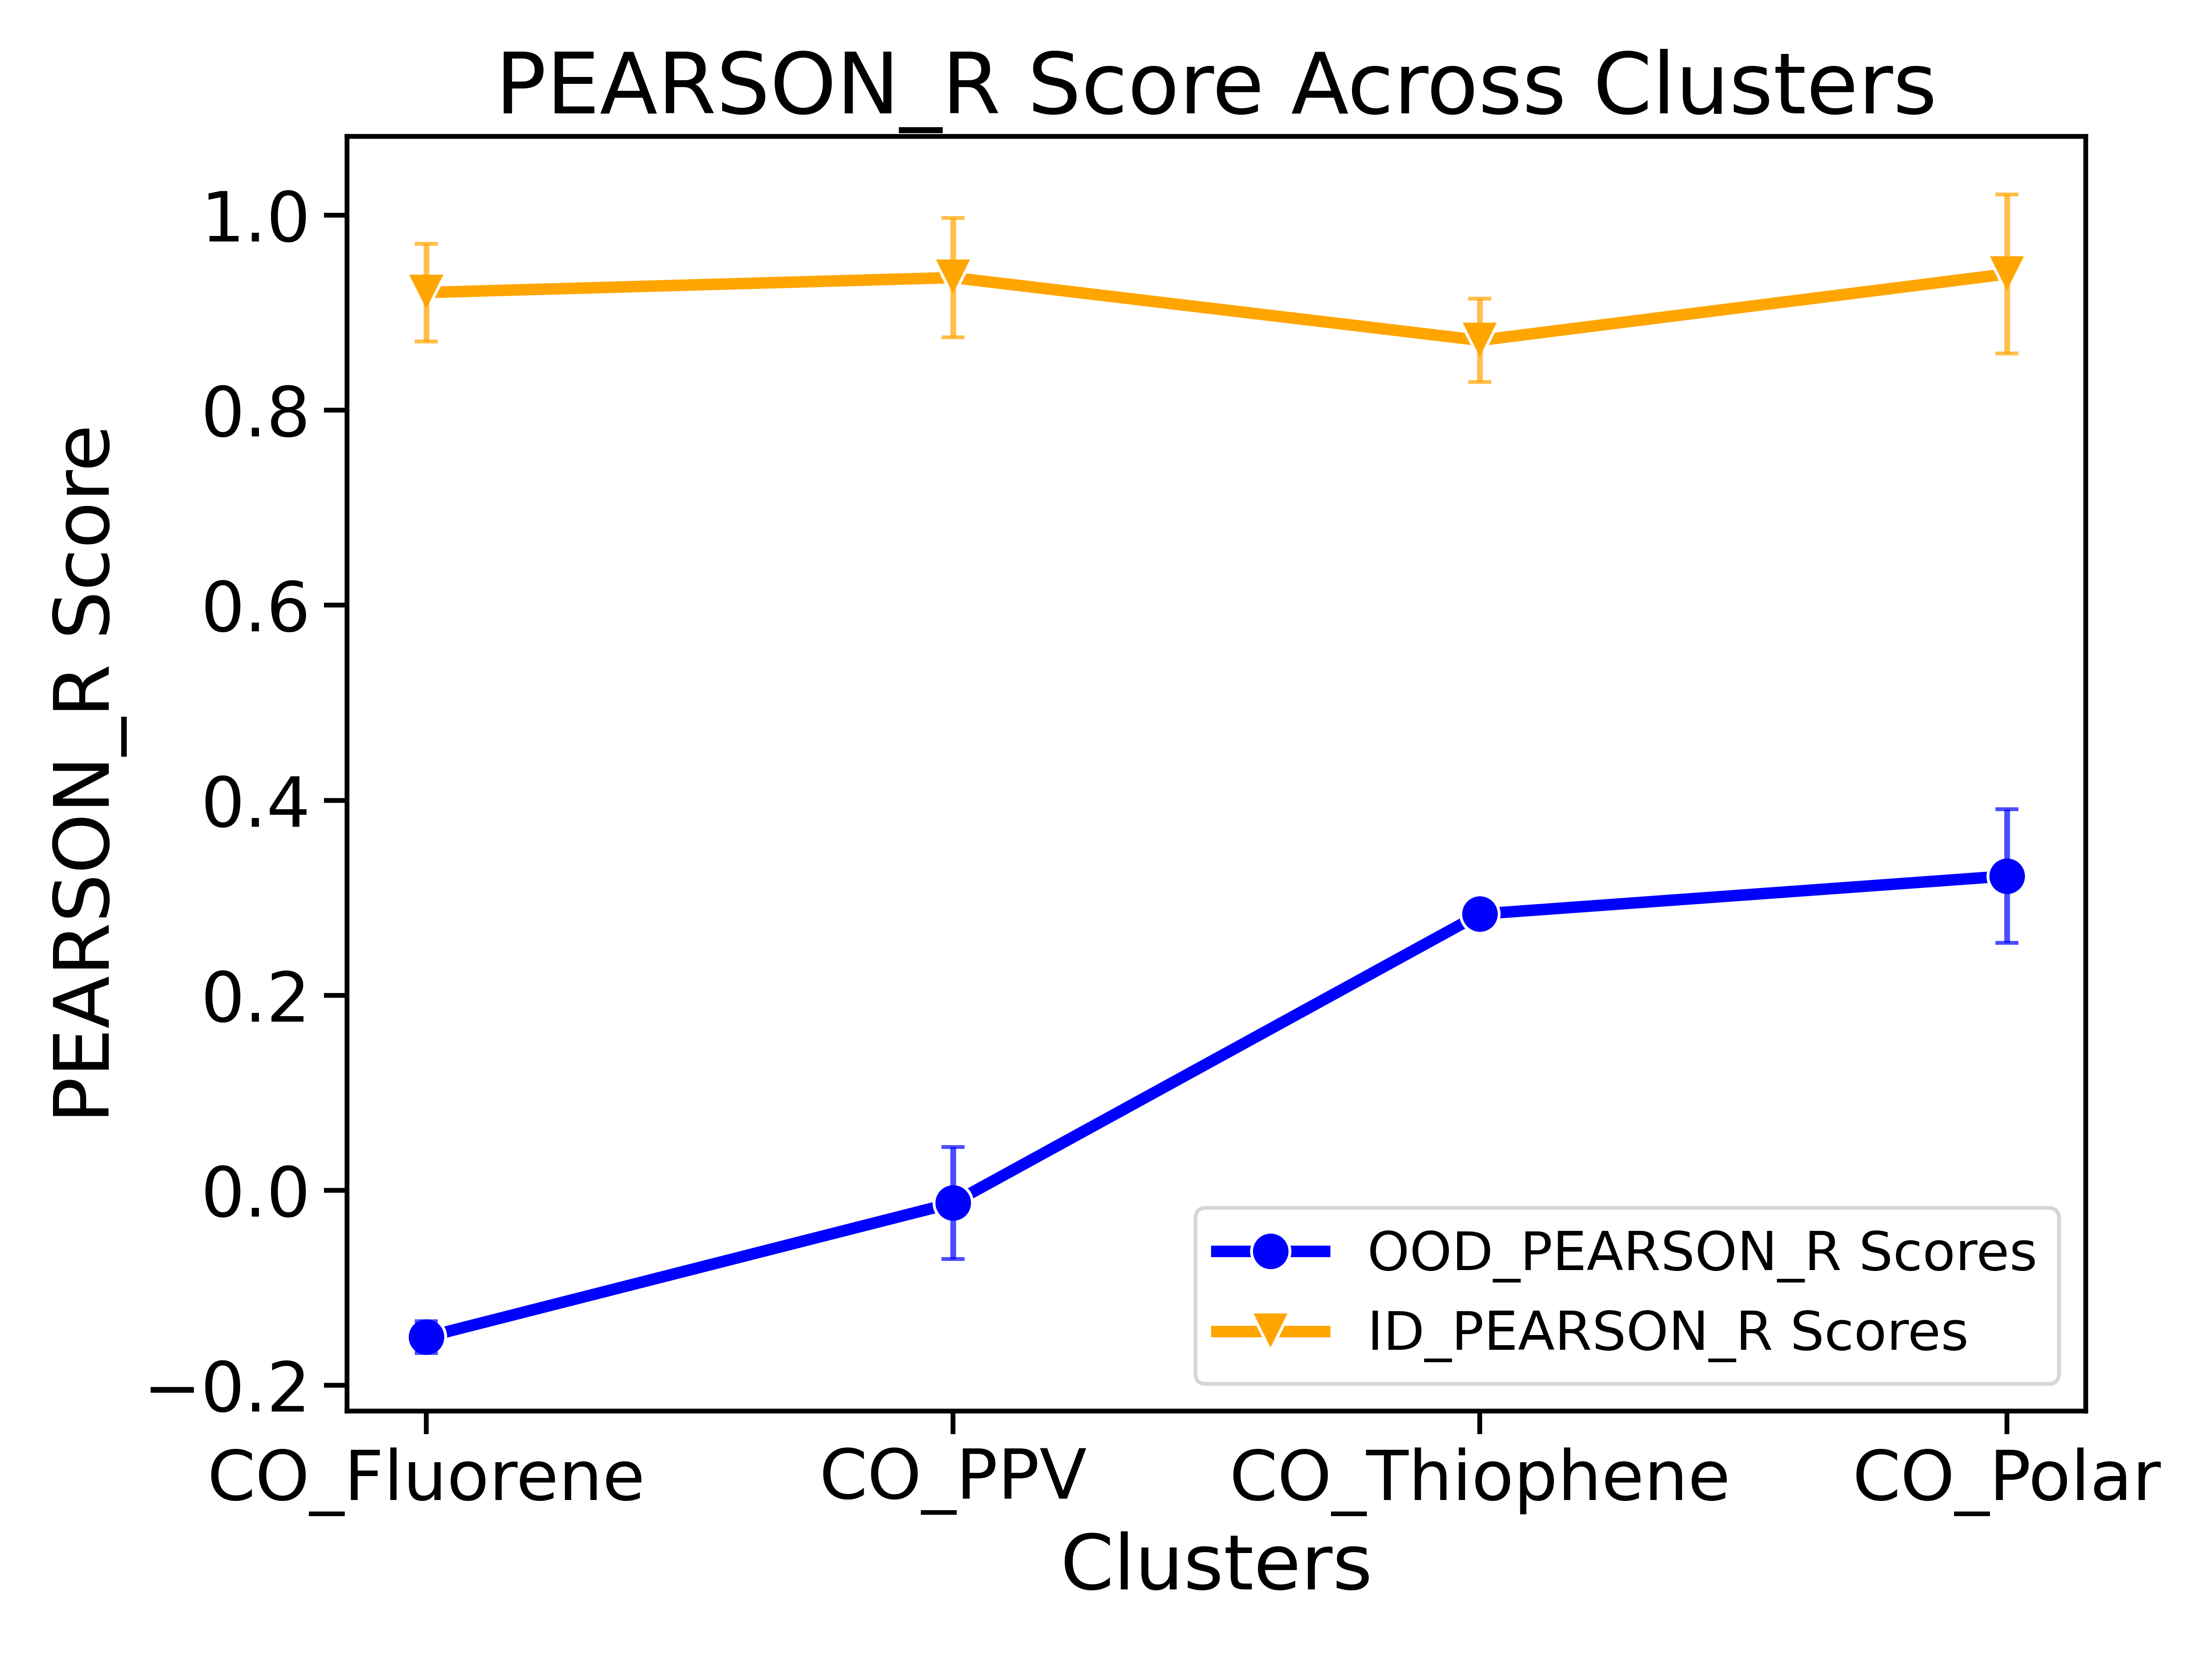 PEARSON_R Score Across Clusters
PEARSON_R Score
1.0
0.8
0.6
0.4
0.2
0.0
−0.2
OOD_PEARSON_R Scores
ID_PEARSON_R Scores
CO_Fluorene
CO_PPV
CO_Thiophene
CO_Polar
Clusters